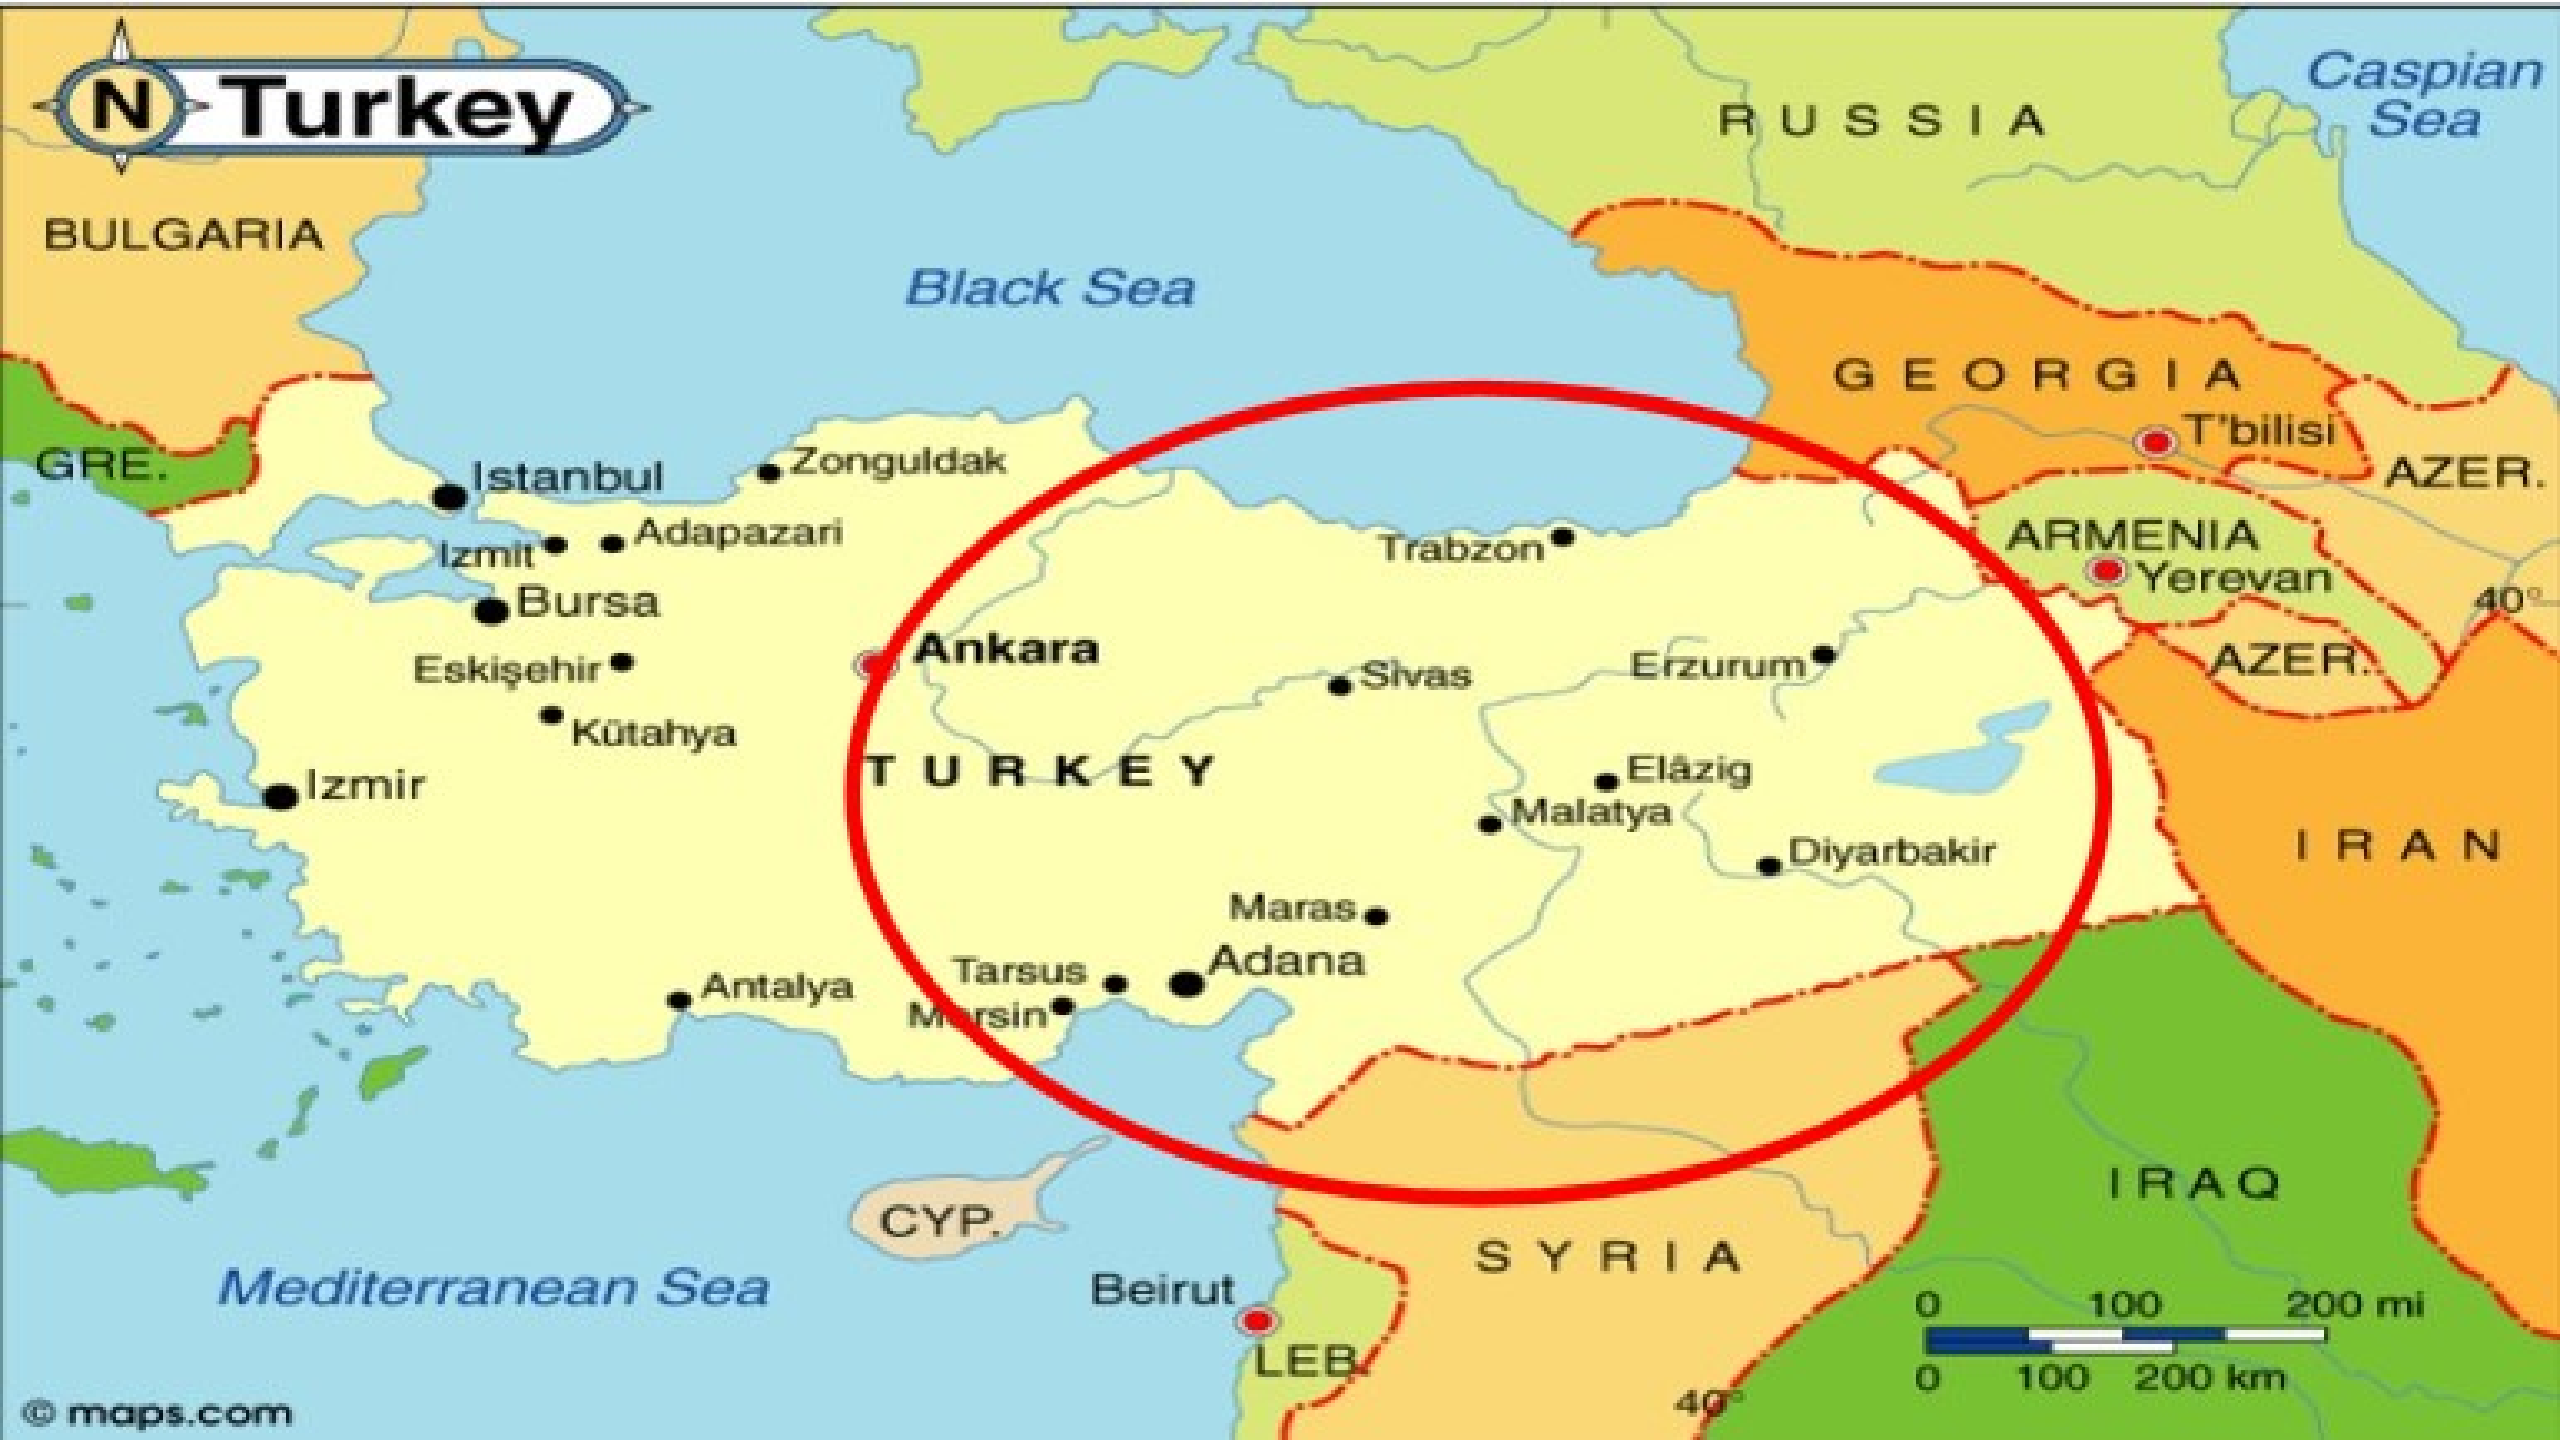 N Turkey
Caspian
Sea
RUSSIA
BULGARIA
Black Sea
GEORGIA
T'bilisi
GRE.
Istanbul
Zonguldak
AZER.
Izmit
Adapazari
Trabzon
ARMENIA
Yerevan
40°
Bursa
Ankara
Eskişehir
Sivas
Erzurum
AZER.
Kütahya
TURKEY
Izmir
Elâzig
Malatya
Diyarbakir
IRAN
Maras
Adana
Tarsus
Antalya
Mersin
CYP.
IRAQ
SYRIA
Mediterranean Sea
Beirut
LEB.
0 100 200 mi
0 100 200 km
40°
© maps.com